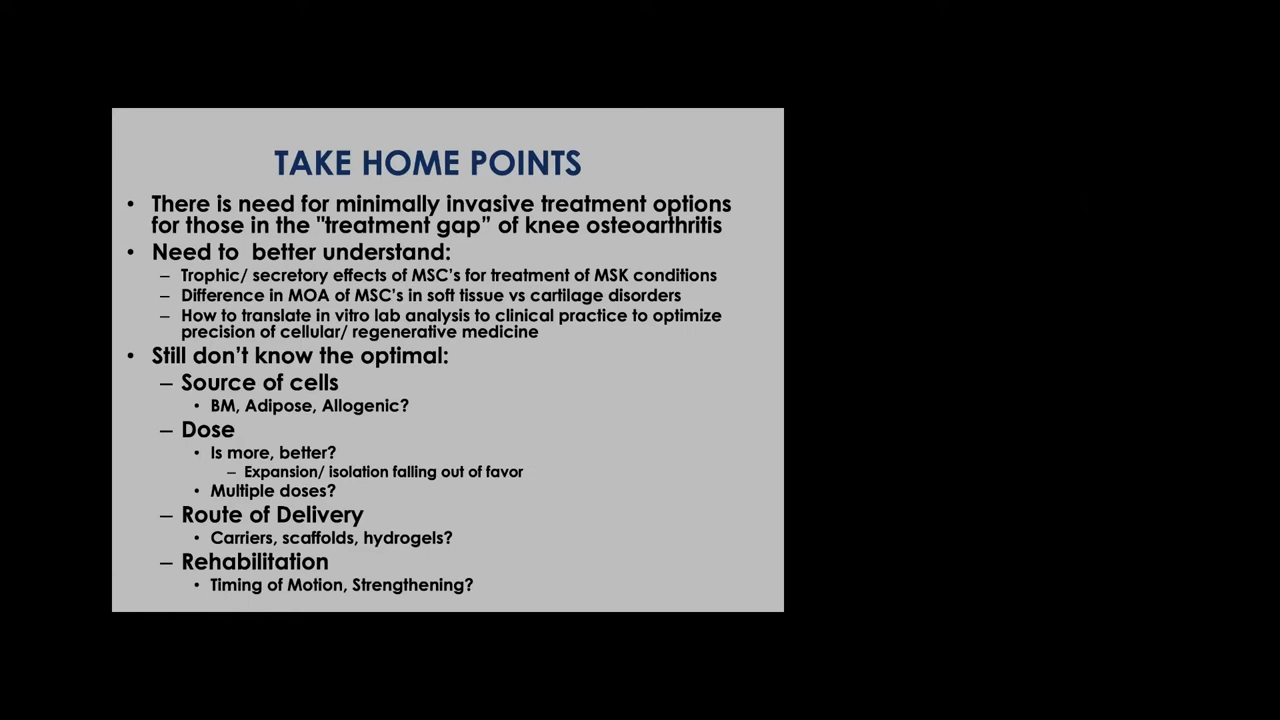 TAKE HOME POINTS
• There is need for minimally invasive treatment options
for those in the "treatment gap” of knee osteoarthritis
• Need to  better understand:
– Trophic/ secretory effects of MSC’s for treatment of MSK conditions
– Difference in MOA of MSC’s in soft tissue vs cartilage disorders
– How to translate in vitro lab analysis to clinical practice to optimize
precision of cellular/ regenerative medicine
• Still don’t know the optimal:
– Source of cells
• BM, Adipose, Allogenic?
– Dose
• Is more, better?
– Expansion/ isolation falling out of favor
• Multiple doses?
– Route of Delivery
• Carriers, scaffolds, hydrogels?
– Rehabilitation
• Timing of Motion, Strengthening?